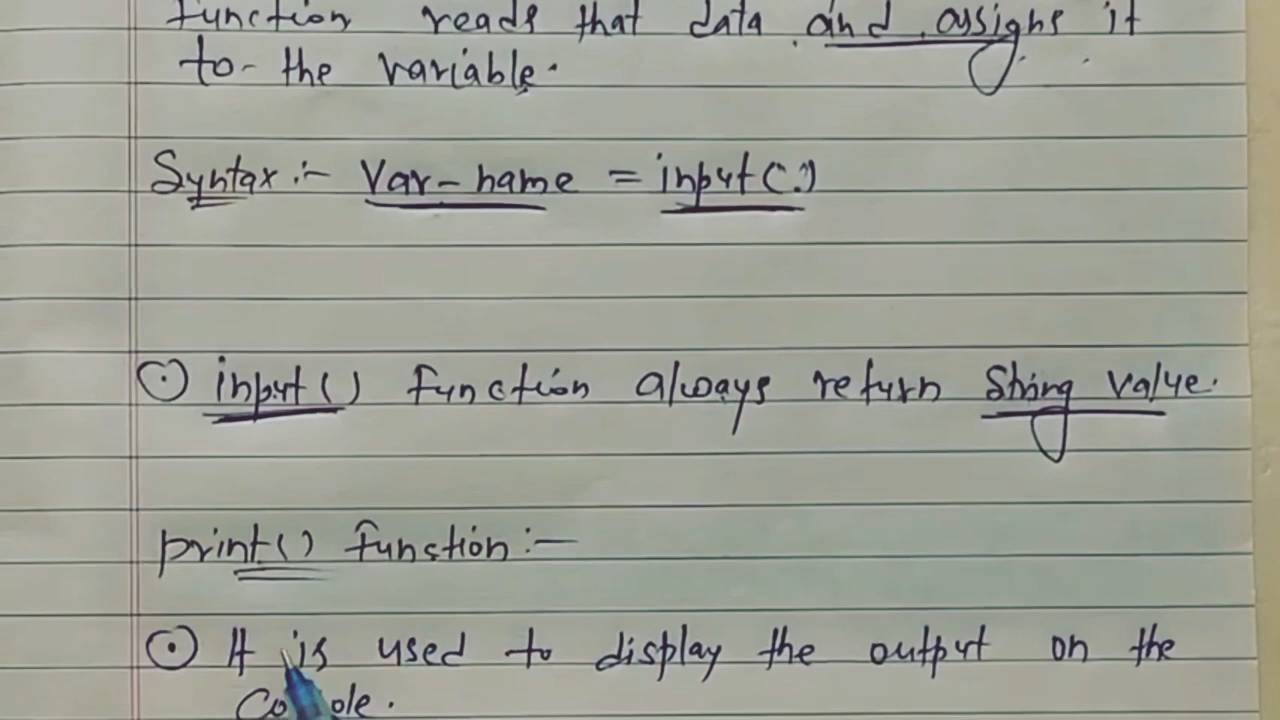 function reads that data and assigns it
to the variable.
Syntax :- Var-name = input(.)
input() function always return String value.
print() function :-
It is used to display the output on the